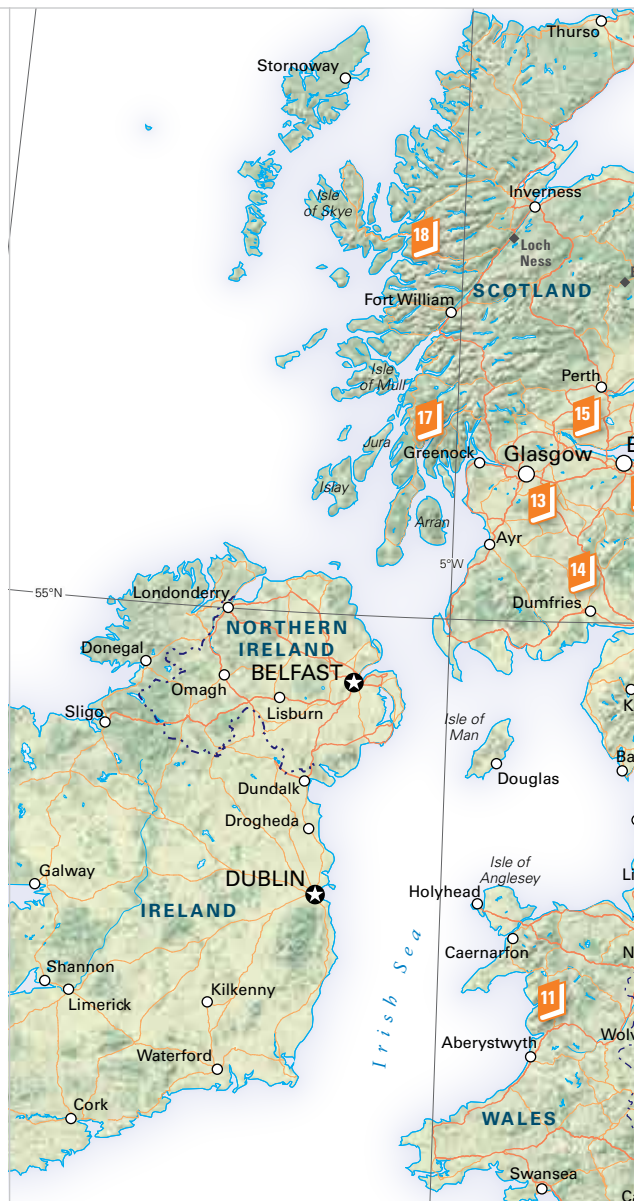 Thurso
Stornoway
Isle
of Skye
Inverness
18
Loch
Ness
SCOTLAND
Fort William
Isle
of Mull
Perth
17
15
Jura
Greenock
Glasgow
Islay
13
Arran
Ayr
5°W
14
55°N
Londonderry
Dumfries
NORTHERN
IRELAND
Donegal
BELFAST
Omagh
Lisburn
Sligo
Isle of
Man
Douglas
Dundalk
Drogheda
Galway
DUBLIN
Isle of
Anglesey
Holyhead
IRELAND
Caernarfon
Irish Sea
Shannon
Limerick
Kilkenny
11
Aberystwyth
Waterford
Cork
WALES
Swansea